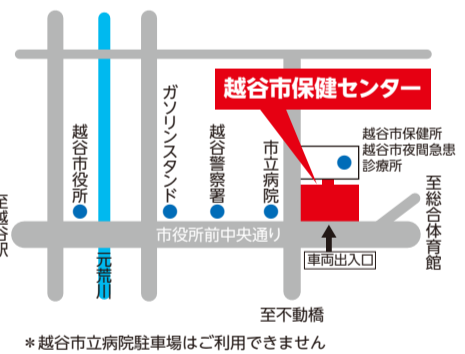 越谷市保健センター
越谷市保健所
越谷市夜間急患
診療所
越谷市役所
ガソリンスタンド
越谷警察署
市立病院
至越谷駅
元荒川
市役所前中央通り
車両出入口
至総合体育館
至不動橋
＊越谷市立病院駐車場はご利用できません